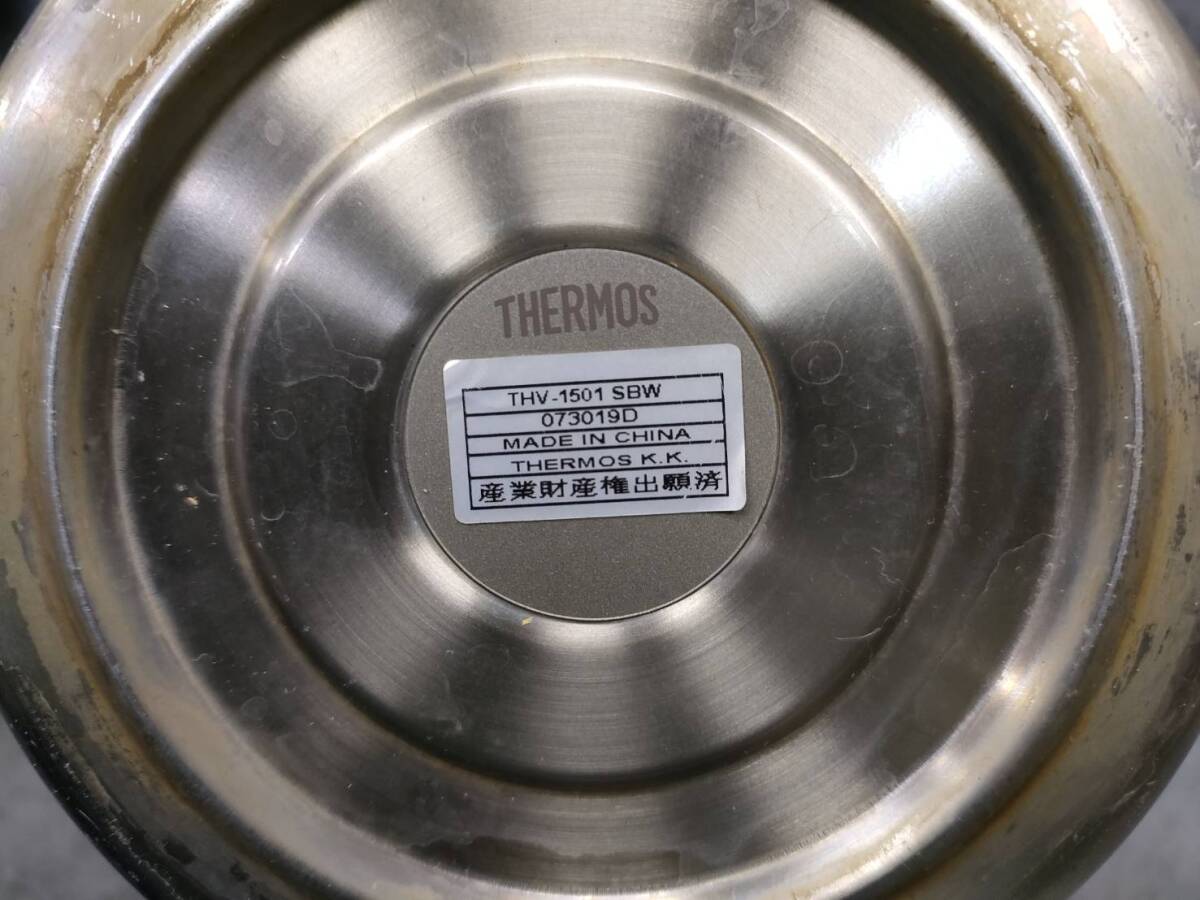 THERMOS
THV-1501 SBW
073019D
MADE IN CHINA
THERMOS K.K.
産業財産権出願済